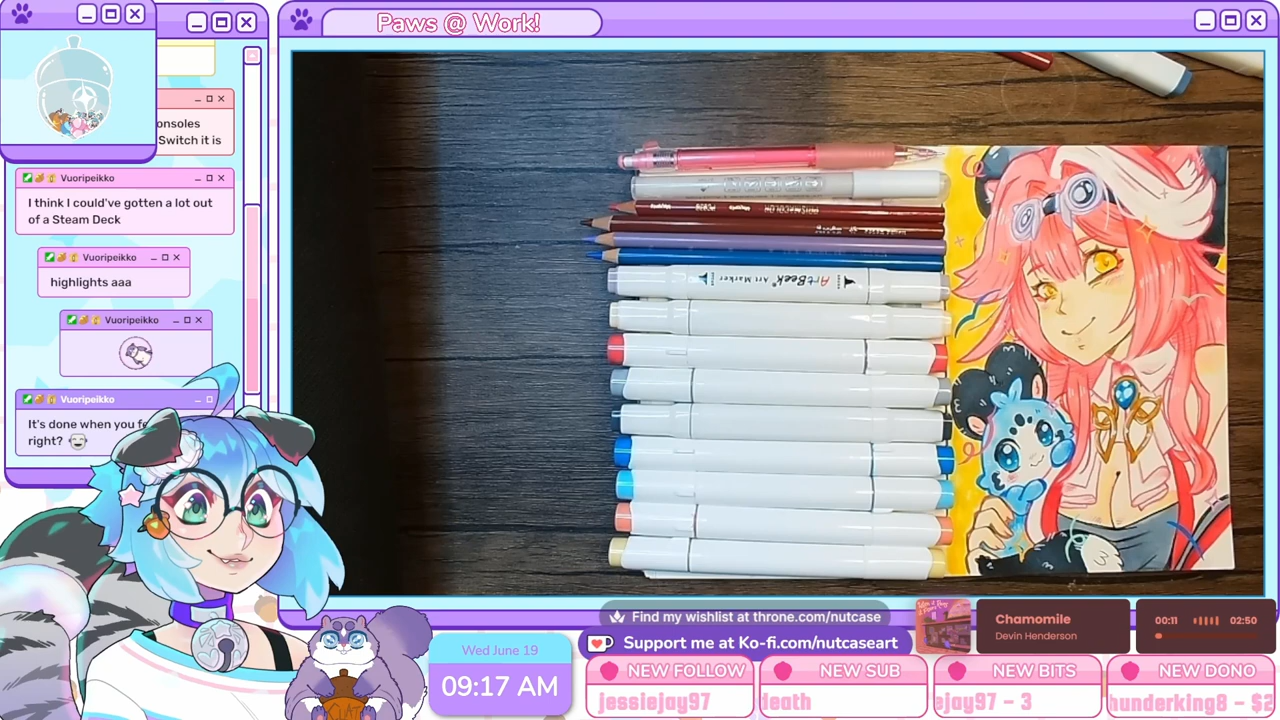 Paws @ Work!
onsoles
Switch it is
Vuoripeikko
I think I could've gotten a lot out
of a Steam Deck
Vuoripeikko
highlights aaa
Vuoripeikko
Vuoripeikko
It's done when you fe
right?
ArtBeek® Art Marker
Find my wishlist at throne.com/nutcase
Support me at Ko-fi.com/nutcaseart
Chamomile
Devin Henderson
00:11
02:50
Wed June 19
09:17 AM
NEW FOLLOW
jessiejay97
NEW SUB
death
NEW BITS
ejay97 - 3
NEW DONO
hunderking8 - $2